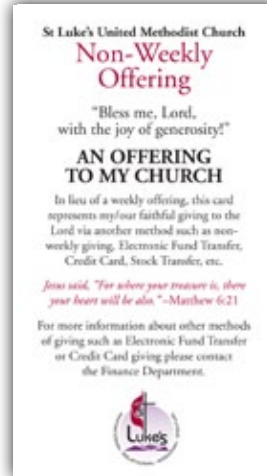 St Luke's United Methodist Church
Non-Weekly
Offering
"Bless me, Lord,
with the joy of generosity!"
AN OFFERING
TO MY CHURCH
In lieu of a weekly offering, this card
represents my/our faithful giving to the
Lord via another method such as non-
weekly giving, Electronic Fund Transfer,
Credit Card, Stock Transfer, etc.
Jesus said, "For where your treasure is, there
your heart will be also." –Matthew 6:21
For more information about other methods
of giving such as Electronic Fund Transfer
or Credit Card giving please contact
the Finance Department.
Luke's